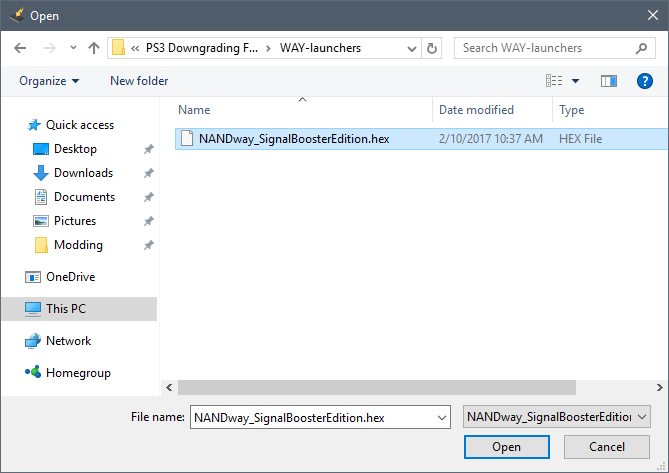 Open
« PS3 Downgrading F... > WAY-launchers
Search WAY-launchers
Organize
New folder
Name
Date modified
Type
NANDway_SignalBoosterEdition.hex
2/10/2017 10:37 AM
HEX File
Quick access
Desktop
Downloads
Documents
Pictures
Modding
OneDrive
This PC
Network
Homegroup
File name:
NANDway_SignalBoosterEdition.hex
NANDway_SignalBoosterEdition
Open
Cancel